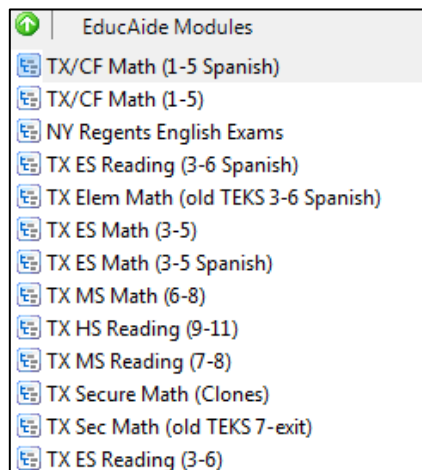 EducAide Modules
TX/CF Math (1-5 Spanish)
TX/CF Math (1-5)
NY Regents English Exams
TX ES Reading (3-6 Spanish)
TX Elem Math (old TEKS 3-6 Spanish)
TX ES Math (3-5)
TX ES Math (3-5 Spanish)
TX MS Math (6-8)
TX HS Reading (9-11)
TX MS Reading (7-8)
TX Secure Math (Clones)
TX Sec Math (old TEKS 7-exit)
TX ES Reading (3-6)